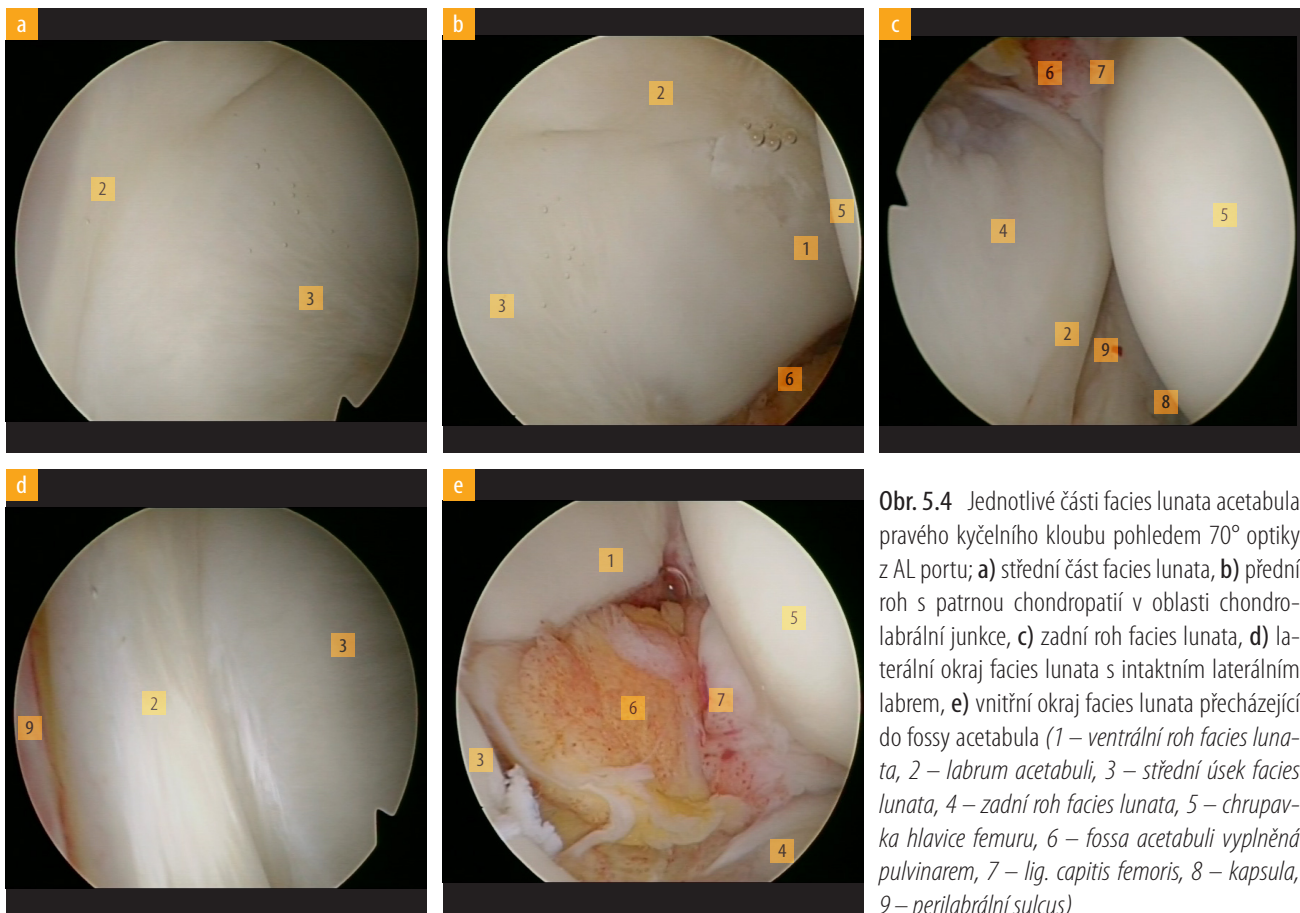 a
2
3
b
2
5
1
3
6
c
6
7
4
5
2
9
8
d
3
2
9
e
1
5
6
7
3
4
Obr. 5.4 Jednotlivé části facies lunata acetabula
pravého kyčelního kloubu pohledem 70° optiky
z AL portu; a) střední část facies lunata, b) přední
roh s patrnou chondropatií v oblasti chondro-
labrální junkce, c) zadní roh facies lunata, d) la-
terální okraj facies lunata s intaktním laterálním
labrem, e) vnitřní okraj facies lunata přecházející
do fossy acetabula (1 – ventrální roh facies luna-
ta, 2 – labrum acetabuli, 3 – střední úsek facies
lunata, 4 – zadní roh facies lunata, 5 – chrupav-
ka hlavice femuru, 6 – fossa acetabuli vyplněná
pulvinarem, 7 – lig. capitis femoris, 8 – kapsula,
9 – perilabrální sulcus)